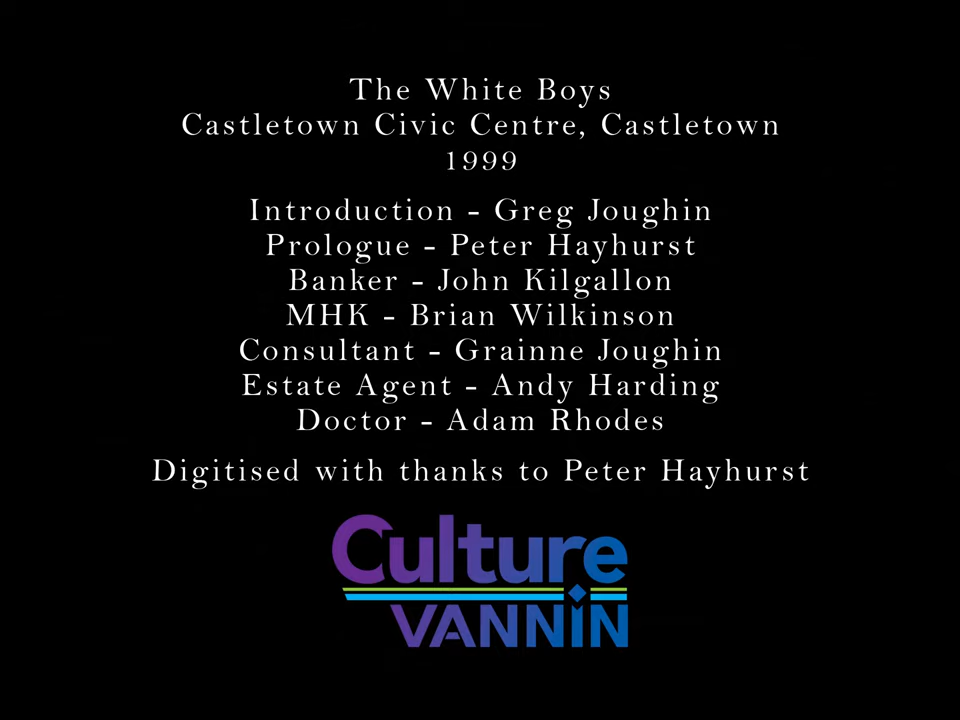 The White Boys
Castletown Civic Centre, Castletown
1999
Introduction - Greg Joughin
Prologue - Peter Hayhurst
Banker - John Kilgallon
MHK - Brian Wilkinson
Consultant - Grainne Joughin
Estate Agent - Andy Harding
Doctor - Adam Rhodes
Digitised with thanks to Peter Hayhurst
Culture
VANNIN